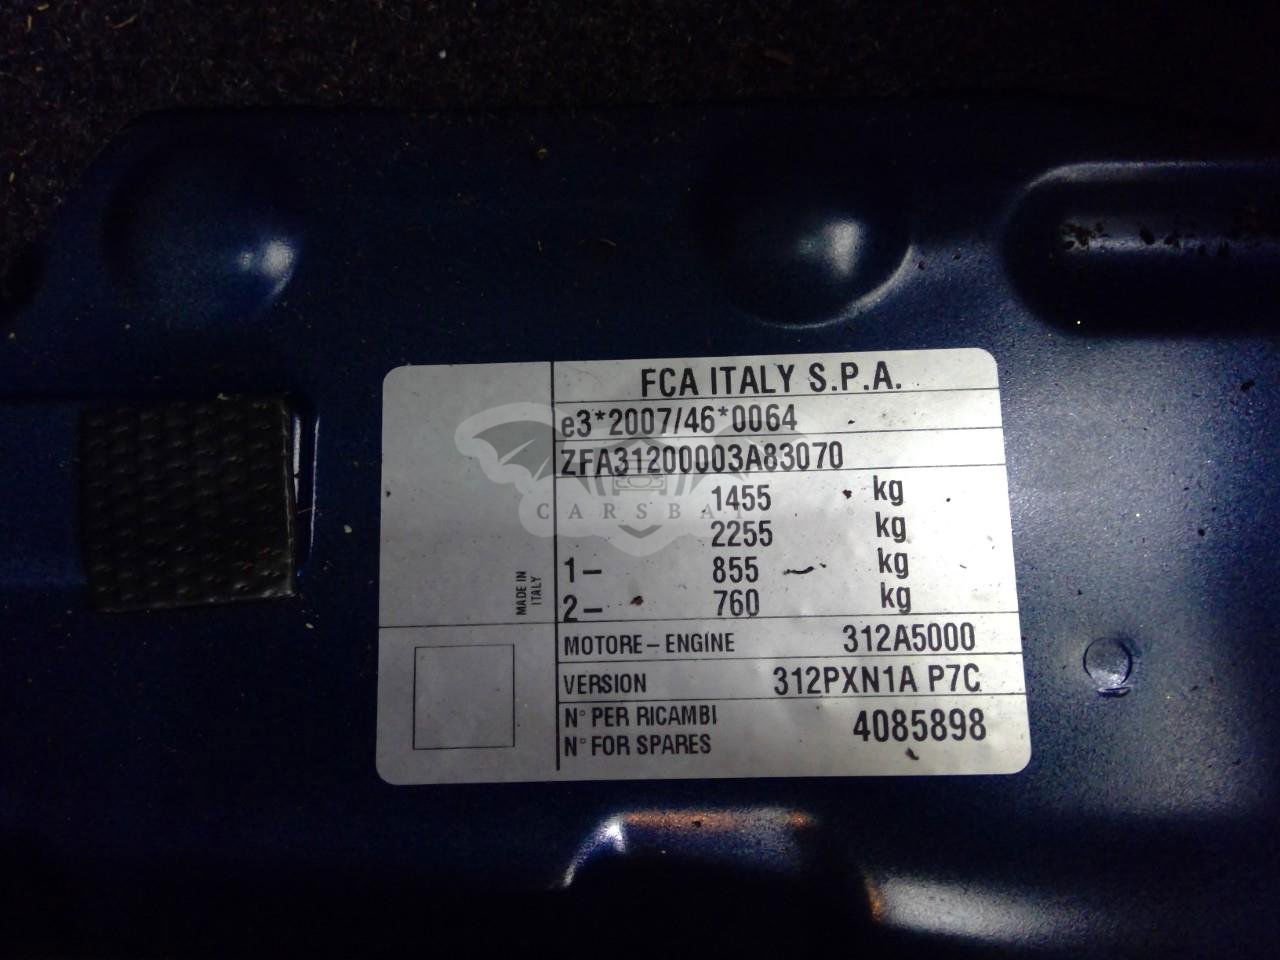 FCA ITALY S.P.A.
e3*2007/46*0064
ZFA31200003A83070
1455 kg
2255 kg
1– 855 kg
2– 760 kg
MADE IN
ITALY
MOTORE – ENGINE 312A5000
VERSION 312PXN1A P7C
N° PER RICAMBI
N° FOR SPARES
4085898